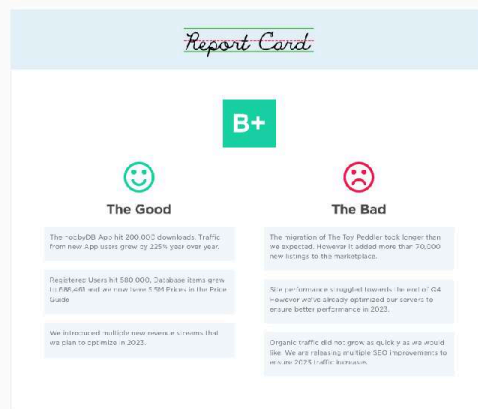 Report Card
B+
The Good
The hobbyDB App hit 200,000 downloads. Traffic
from new App users grew by 225% year over year.
Registered Users hit 580,000. Database items grew
to 688,461 and we now have 5.5M Prices in the Price
Guide
We introduced multiple new revenue streams that
we plan to optimize in 2023.
The Bad
The migration of The Toy Peddler took longer than
we expected. However it added more than 70,000
new listings to the marketplace.
Site performance struggled towards the end of Q4
However we've already optimized our servers to
ensure better performance in 2023.
Organic traffic did not grow as quickly as we would
like. We are releasing multiple SEO improvements to
ensure 2023 traffic increases.